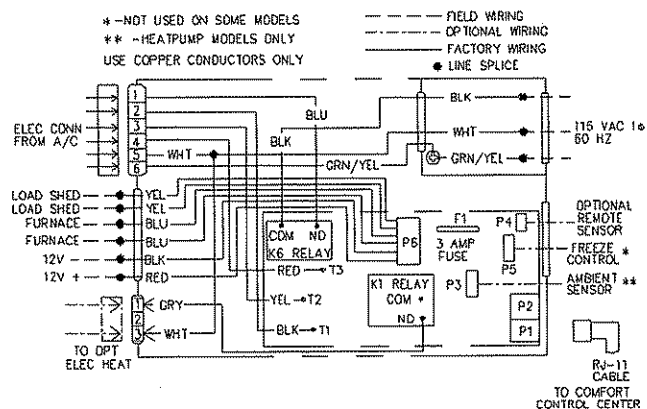 * -NOT USED ON SOME MODELS
** -HEATPUMP MODELS ONLY
USE COPPER CONDUCTORS ONLY
FIELD WIRING
OPTIONAL WIRING
FACTORY WIRING
LINE SPLICE
ELEC CONN
FROM A/C
1
2
3
4
5
6
WHT
BLU
BLK
GRN/YEL
BLK
WHT
GRN/YEL
115 VAC 1ø
60 HZ
LOAD SHED
YEL
LOAD SHED
YEL
FURNACE
BLU
FURNACE
BLU
12V -
BLK
12V +
RED
COM NO
K6 RELAY
P6
F1
3 AMP
FUSE
P4
OPTIONAL
REMOTE
SENSOR
P5
FREEZE
CONTROL *
P3
AMBIENT
SENSOR **
RED
T3
YEL
T2
BLK
T1
K1 RELAY
COM
NO
P2
P1
1
2
3
GRY
WHT
TO OPT
ELEC HEAT
RJ-11
CABLE
TO COMFORT
CONTROL CENTER